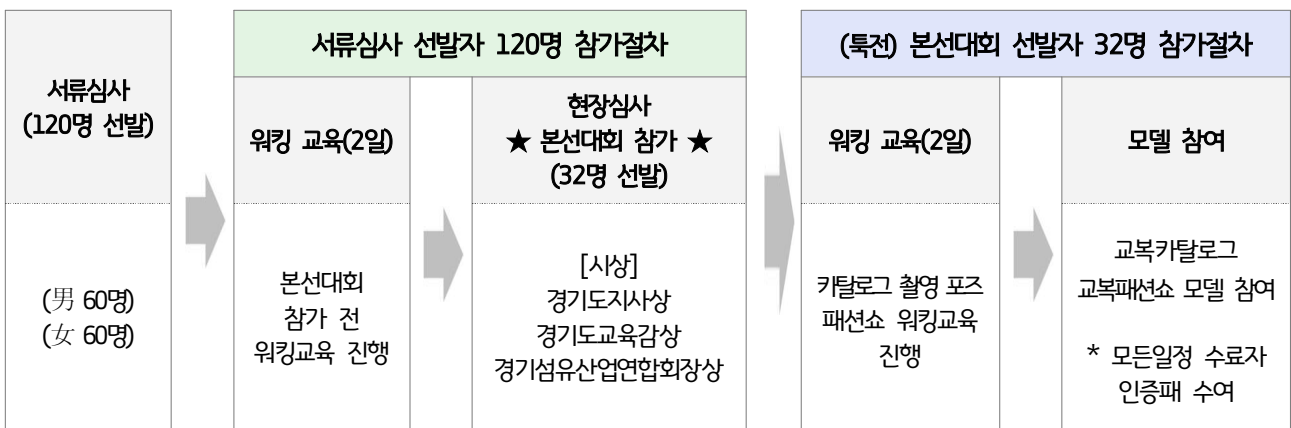 서류심사
(120명 선발)
(男 60명)
(女 60명)
서류심사 선발자 120명 참가절차
워킹 교육(2일)
본선대회
참가 전
워킹교육 진행
현장심사
★ 본선대회 참가 ★
(32명 선발)
[시상]
경기도지사상
경기도교육감상
경기섬유산업연합회장상
(특전) 본선대회 선발자 32명 참가절차
워킹 교육(2일)
카탈로그 촬영 포즈
패션쇼 워킹교육
진행
모델 참여
교복카탈로그
교복패션쇼 모델 참여
* 모든일정 수료자
인증패 수여